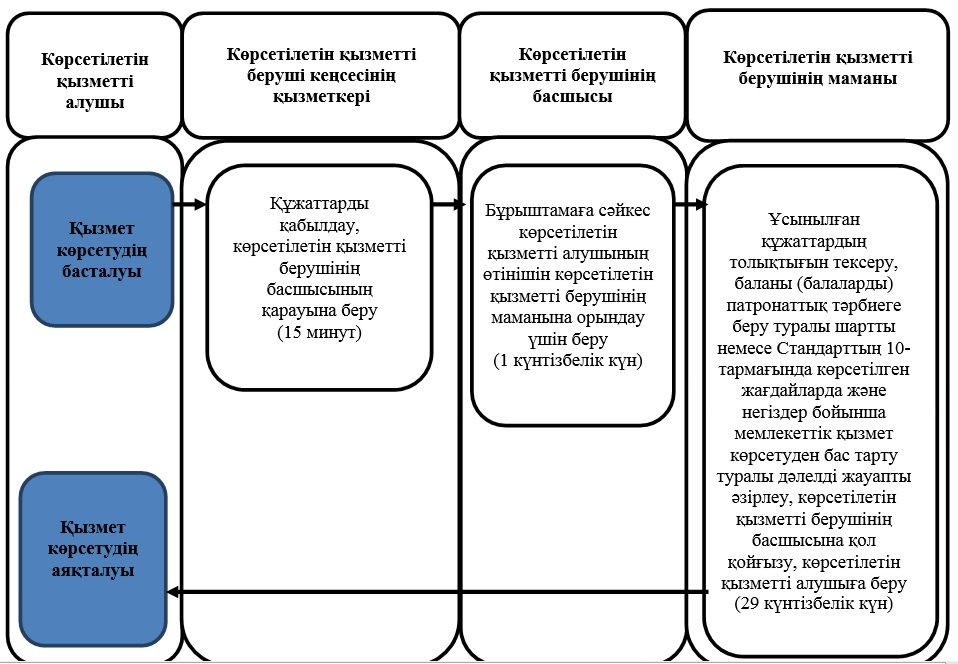 Көрсетілетін
қызметті
алушы
Көрсетілетін қызметті
беруші кеңсесінің
қызметкері
Көрсетілетін
қызметті берушінің
басшысы
Көрсетілетін қызметті
берушінің маманы
Қызмет
көрсетудің
басталуы
Құжаттарды
қабылдау,
көрсетілетін қызметті
берушінің
басшысының
қарауына беру
(15 минут)
Бұрыштамаға сәйкес
көрсетілетін
қызметті алушының
өтінішін көрсетілетін
қызметті берушінің
маманына орындау
үшін беру
(1 күнтізбелік күн)
Ұсынылған
құжаттардың
толықтығын тексеру,
баланы (балаларды)
патронаттық тәрбиеге
беру туралы шартты
немесе Стандарттың 10-
тармағында көрсетілген
жағдайларда және
негіздер бойынша
мемлекеттік қызмет
көрсетуден бас тарту
туралы дәлелді жауапты
әзірлеу, көрсетілетін
қызметті берушінің
басшысына қол
қойғызу, көрсетілетін
қызметті алушыға беру
(29 күнтізбелік күн)
Қызмет
көрсетудің
аяқталуы